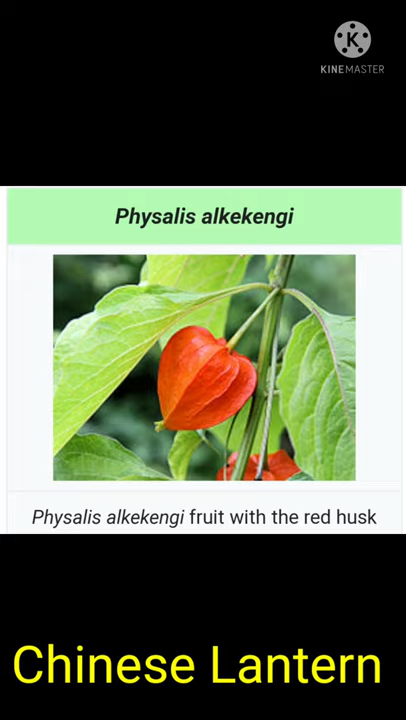 K
KINEMASTER
Physalis alkekengi
Physalis alkekengi fruit with the red husk
Chinese Lantern